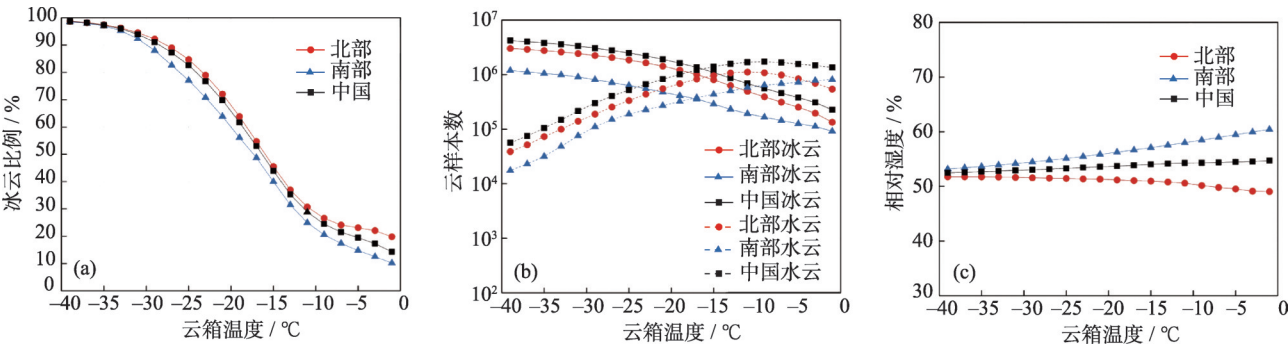 100
90
80
70
60
50
40
30
20
10
0
冰云比例 / %
北部
南部
中国
(a)
−40 −35 −30 −25 −20 −15 −10 −5 0
云箱温度 / ℃
10⁷
10⁶
10⁵
10⁴
10³
10²
云样本数
北部冰云
南部冰云
中国冰云
北部水云
南部水云
中国水云
(b)
−40 −35 −30 −25 −20 −15 −10 −5 0
云箱温度 / ℃
80
70
60
50
40
30
相对湿度 / %
北部
南部
中国
(c)
−40 −35 −30 −25 −20 −15 −10 −5 0
云箱温度 / ℃